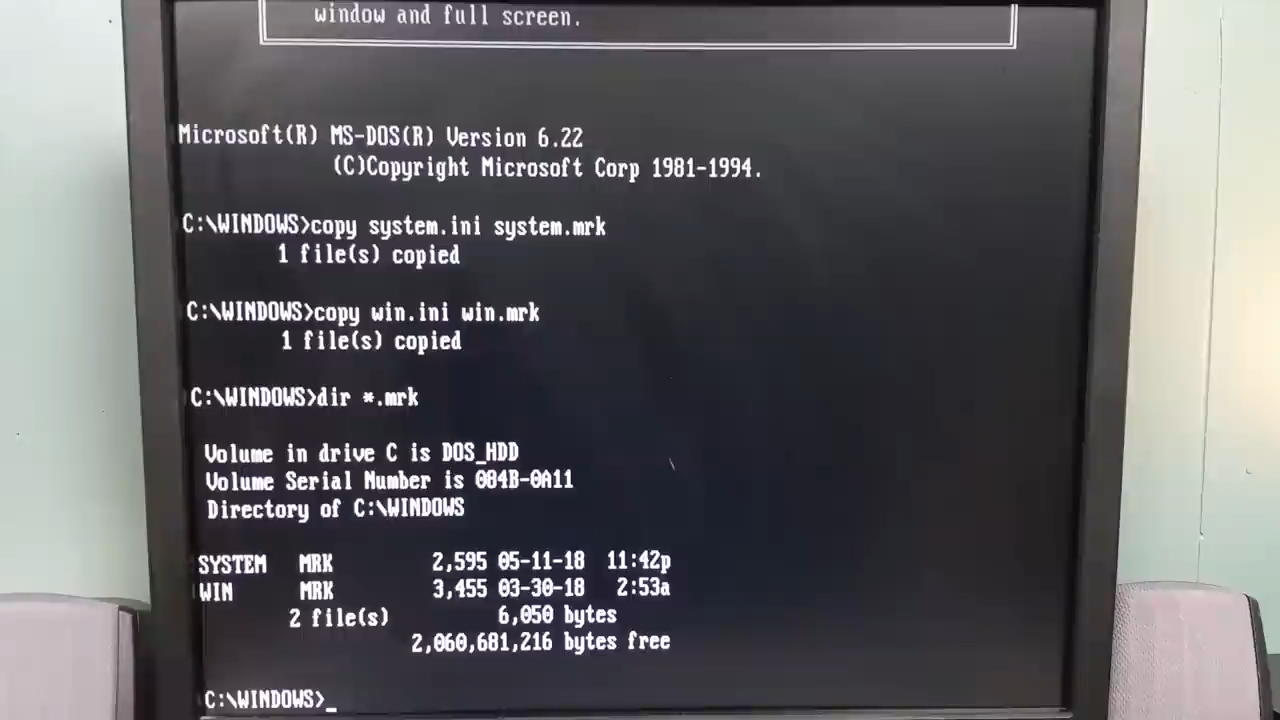 window and full screen.
Microsoft(R) MS-DOS(R) Version 6.22
(C)Copyright Microsoft Corp 1981-1994.
C:\WINDOWS>copy system.ini system.mrk
1 file(s) copied
C:\WINDOWS>copy win.ini win.mrk
1 file(s) copied
C:\WINDOWS>dir *.mrk
Volume in drive C is DOS_HDD
Volume Serial Number is 084B-0A11
Directory of C:\WINDOWS
SYSTEM MRK 2,595 05-11-18 11:42p
WIN MRK 3,455 03-30-18 2:53a
2 file(s) 6,050 bytes
2,060,681,216 bytes free
C:\WINDOWS>_